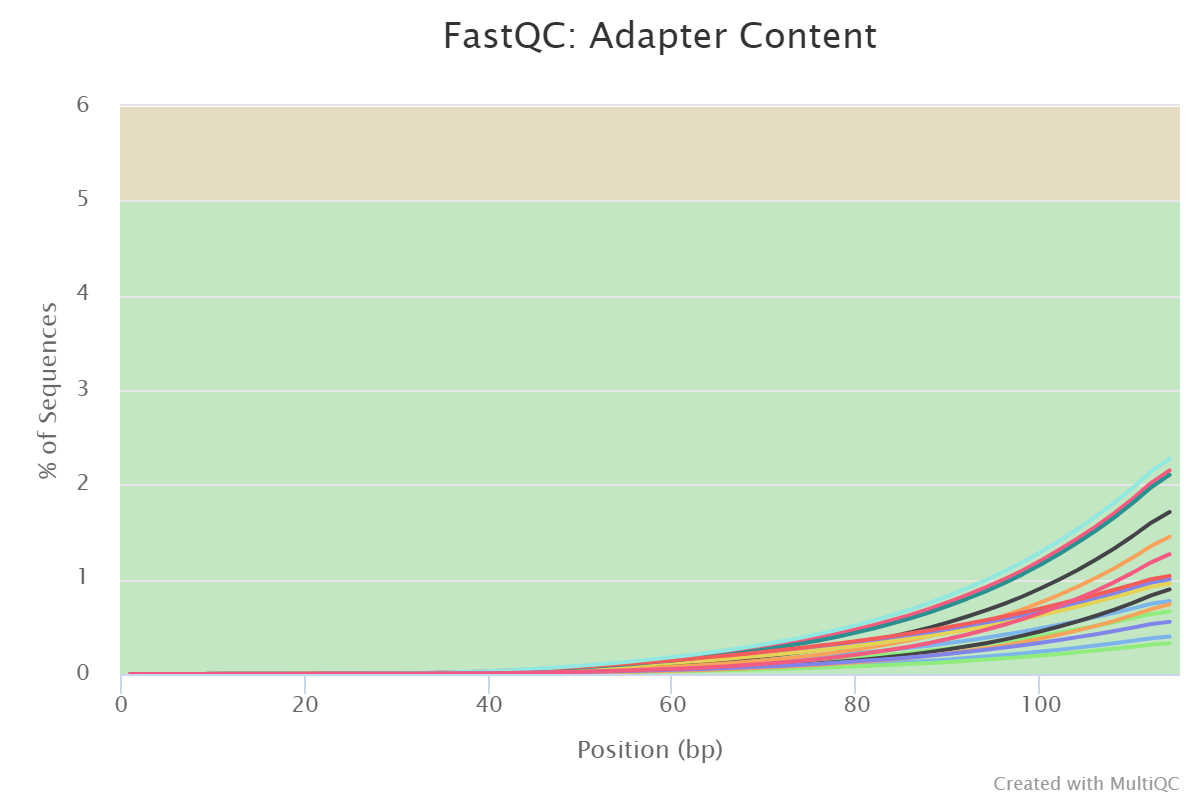 FastQC: Adapter Content
6
5
4
3
2
1
0
% of Sequences
0 20 40 60 80 100
Position (bp)
Created with MultiQC